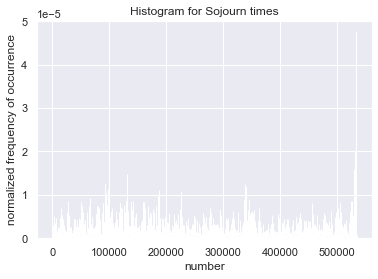 Histogram for Sojourn times
1e−5
normalized frequency of occurrence
5
4
3
2
1
0
0 100000 200000 300000 400000 500000
number